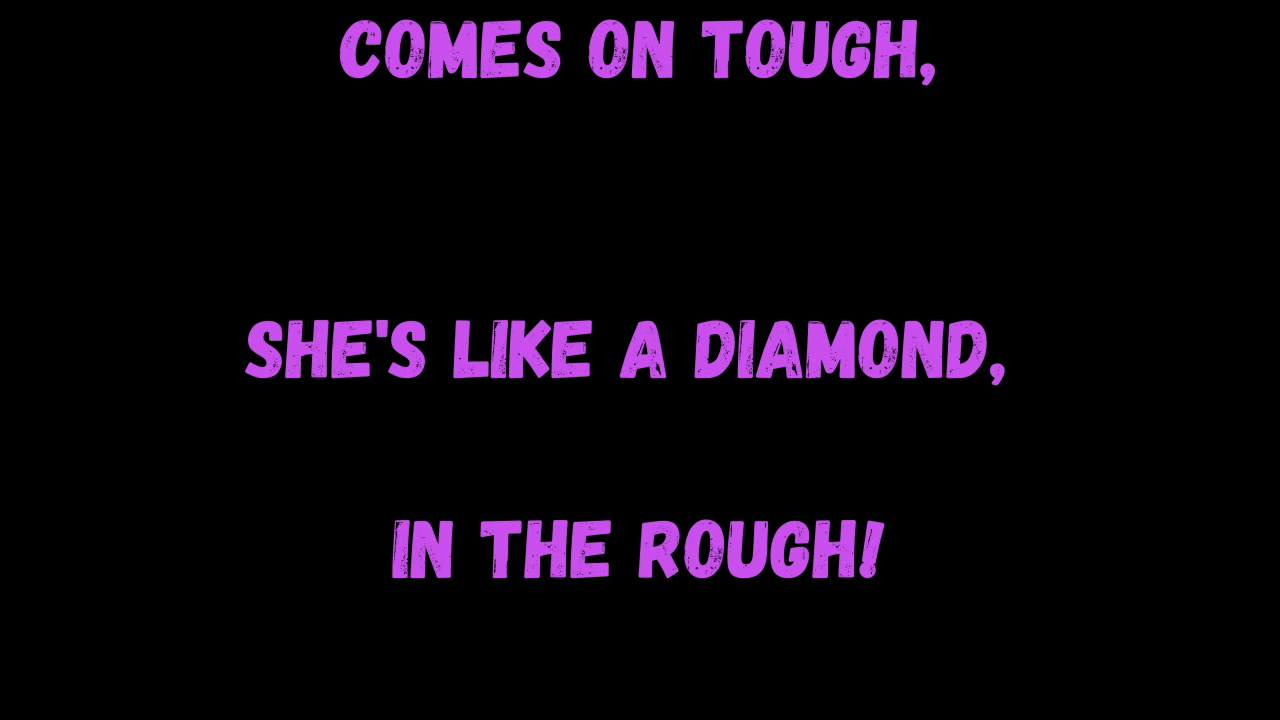 COMES ON TOUGH,
SHE'S LIKE A DIAMOND,
IN THE ROUGH!